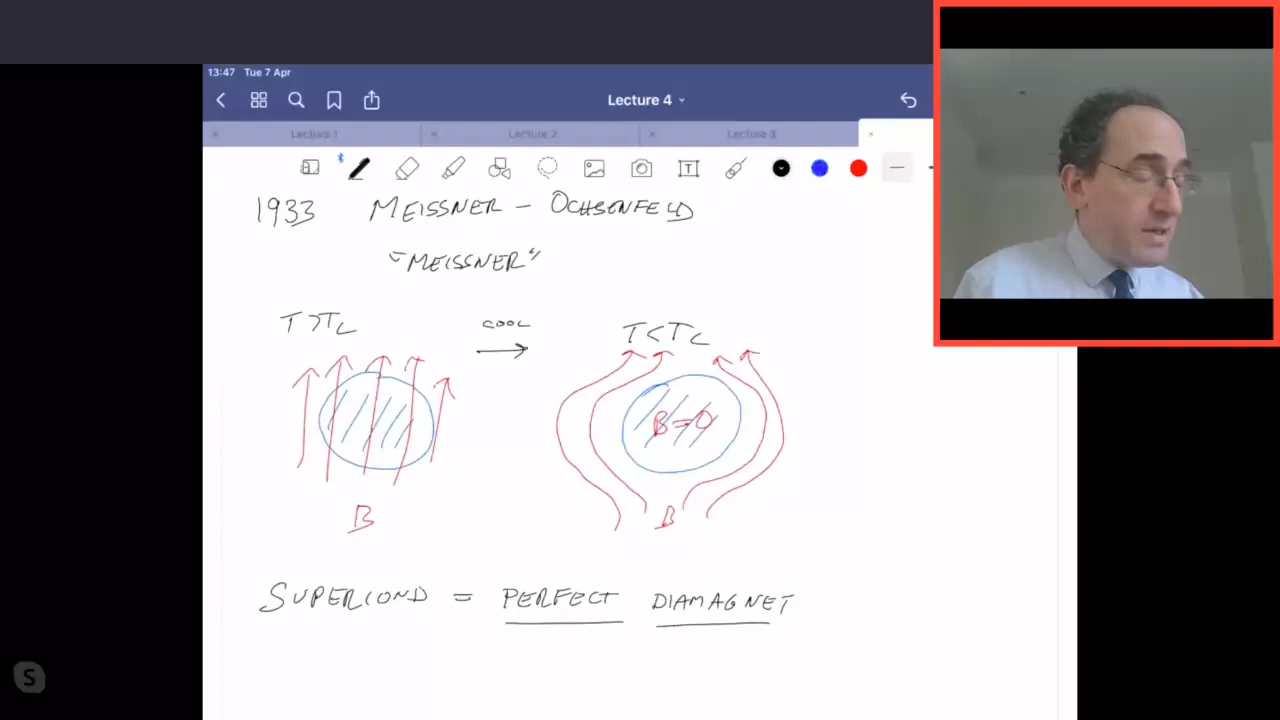 13:47 Tue 7 Apr
Lecture 4
Lecture 1 Lecture 2 Lecture 3
T
1933 MEISSNER - OCHSENFELD
"MEISSNER"
T>Tc COOL T<Tc
B=0
B B
SUPERCOND = PERFECT DIAMAGNET
S